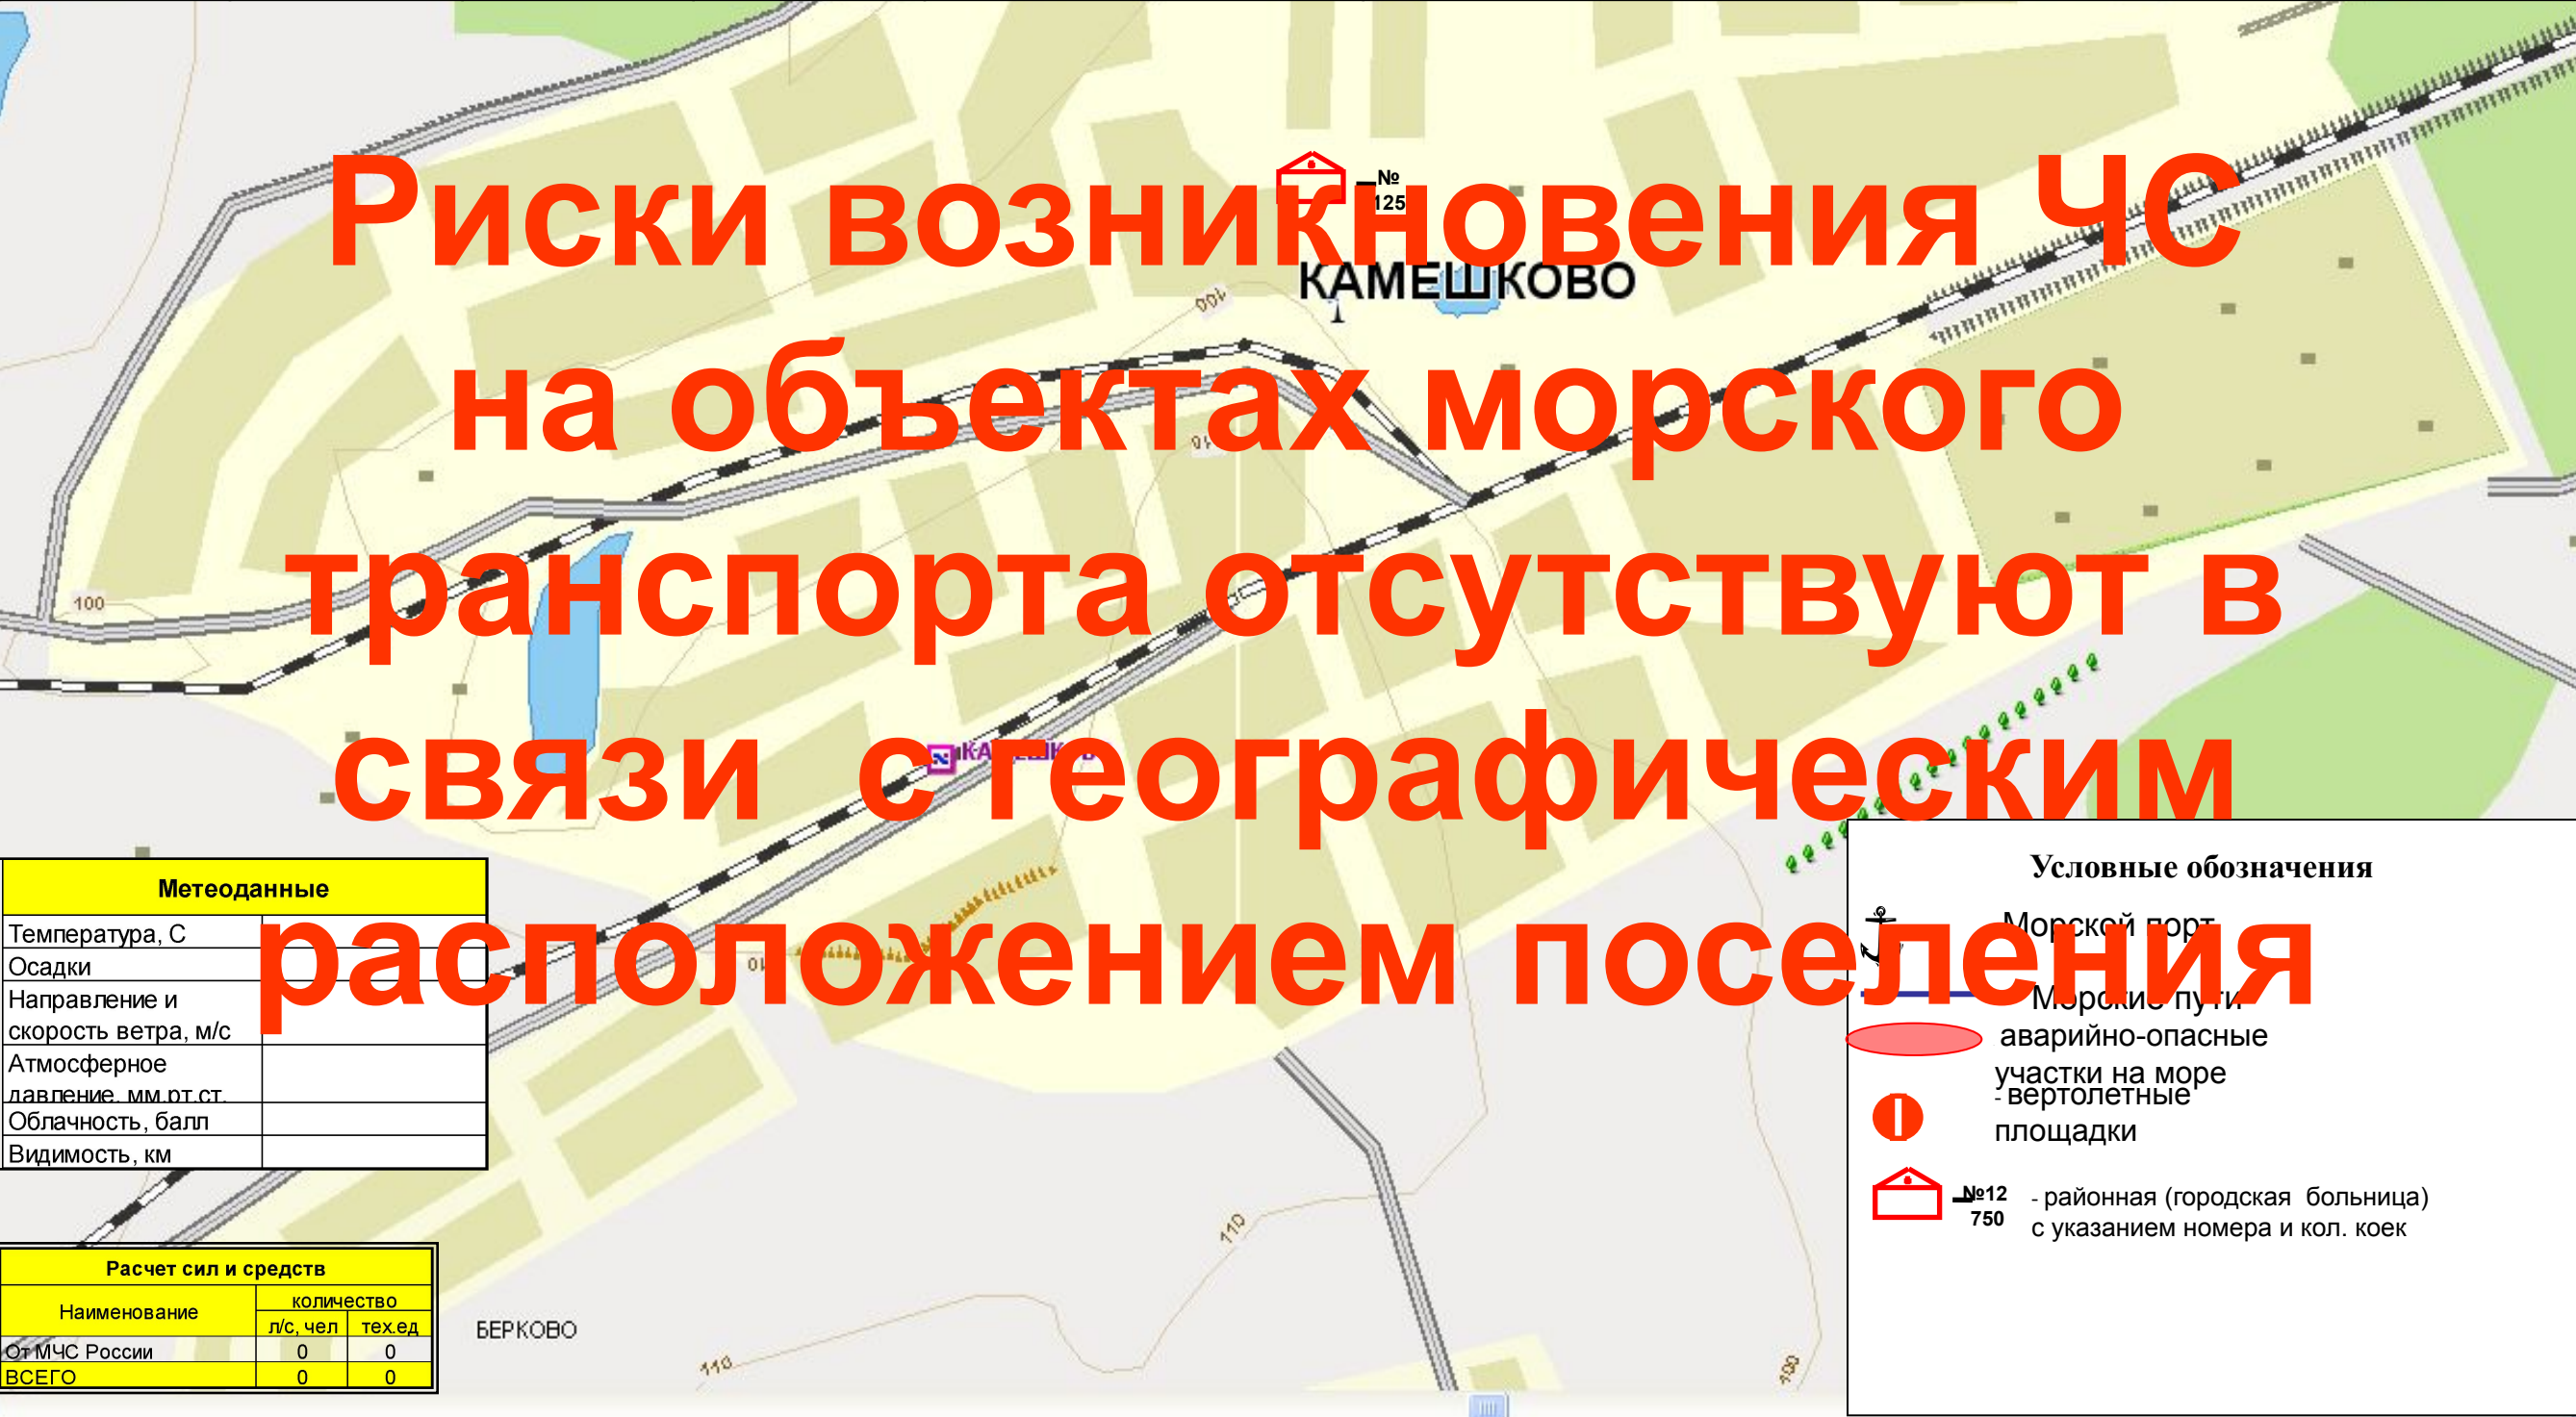 Риски возникновения ЧС
на объектах морского
транспорта отсутствуют в
связи с географическим
расположением поселения
№
125
КАМЕШКОВО
100
100
110
110
100
БЕРКОВО
Метеоданные
Температура, С
Осадки
Направление и
скорость ветра, м/с
Атмосферное
давление, мм.рт.ст.
Облачность, балл
Видимость, км
Расчет сил и средств
Наименование
количество
л/с, чел тех.ед
От МЧС России 0 0
ВСЕГО 0 0
Условные обозначения
Морской порт
Морские пути
аварийно-опасные
участки на море
- вертолетные
площадки
№12
750
- районная (городская больница)
с указанием номера и кол. коек